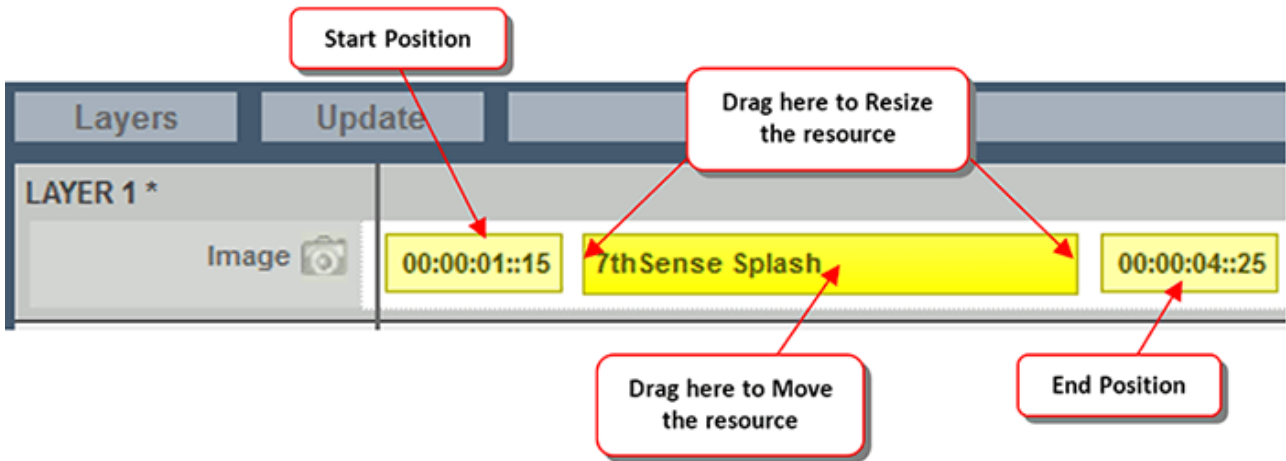 Start Position
Layers
Update
Drag here to Resize
the resource
LAYER 1 *
Image
00:00:01::15
7thSense Splash
00:00:04::25
Drag here to Move
the resource
End Position